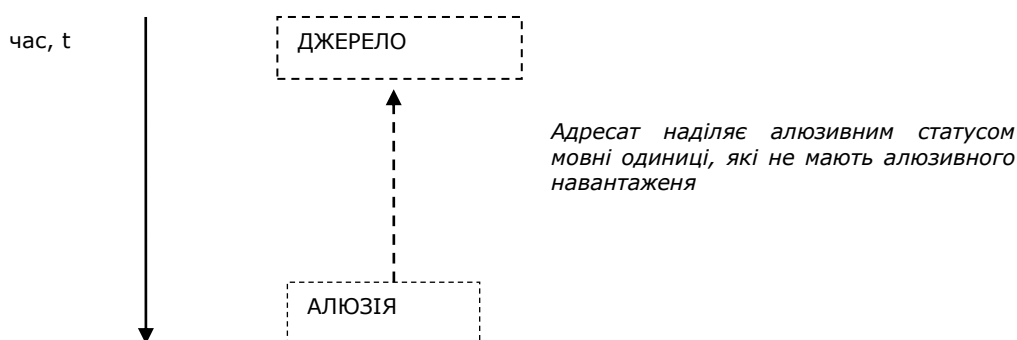 час, t
ДЖЕРЕЛО
Адресат наділяє алюзивним статусом
мовні одиниці, які не мають алюзивного
навантаженя
АЛЮЗІЯ